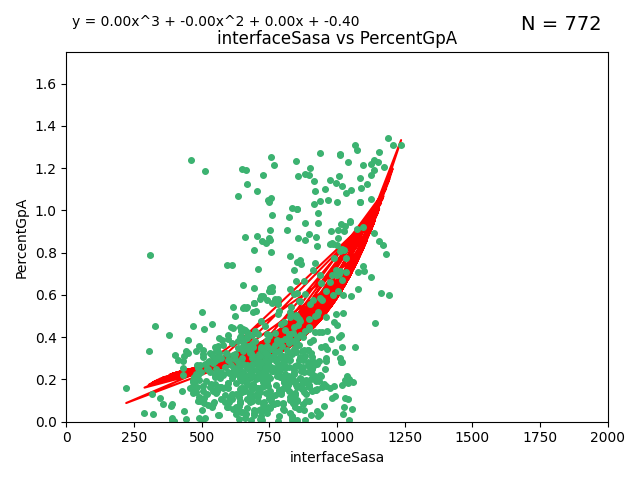 y = 0.00x^3 + -0.00x^2 + 0.00x + -0.40
N = 772
interfaceSasa vs PercentGpA
PercentGpA
1.6
1.4
1.2
1.0
0.8
0.6
0.4
0.2
0.0
0 250 500 750 1000 1250 1500 1750 2000
interfaceSasa